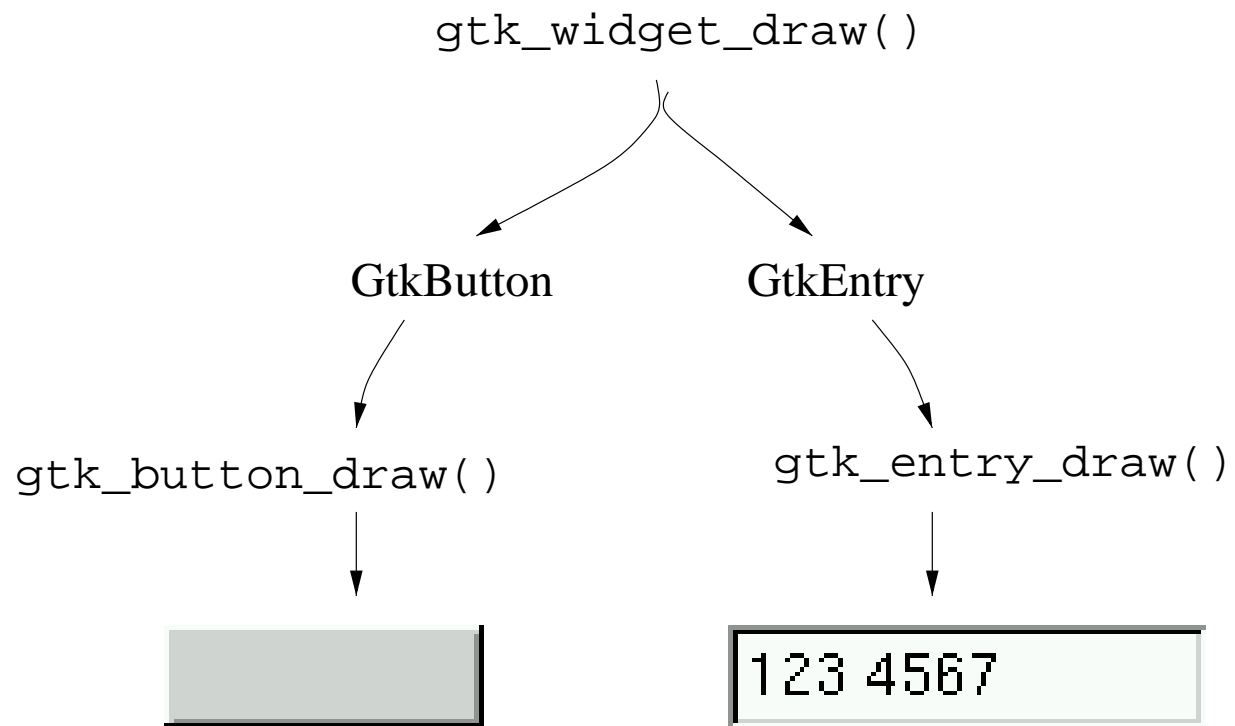 gtk_widget_draw()
GtkButton
GtkEntry
gtk_button_draw()
gtk_entry_draw()
123 4567